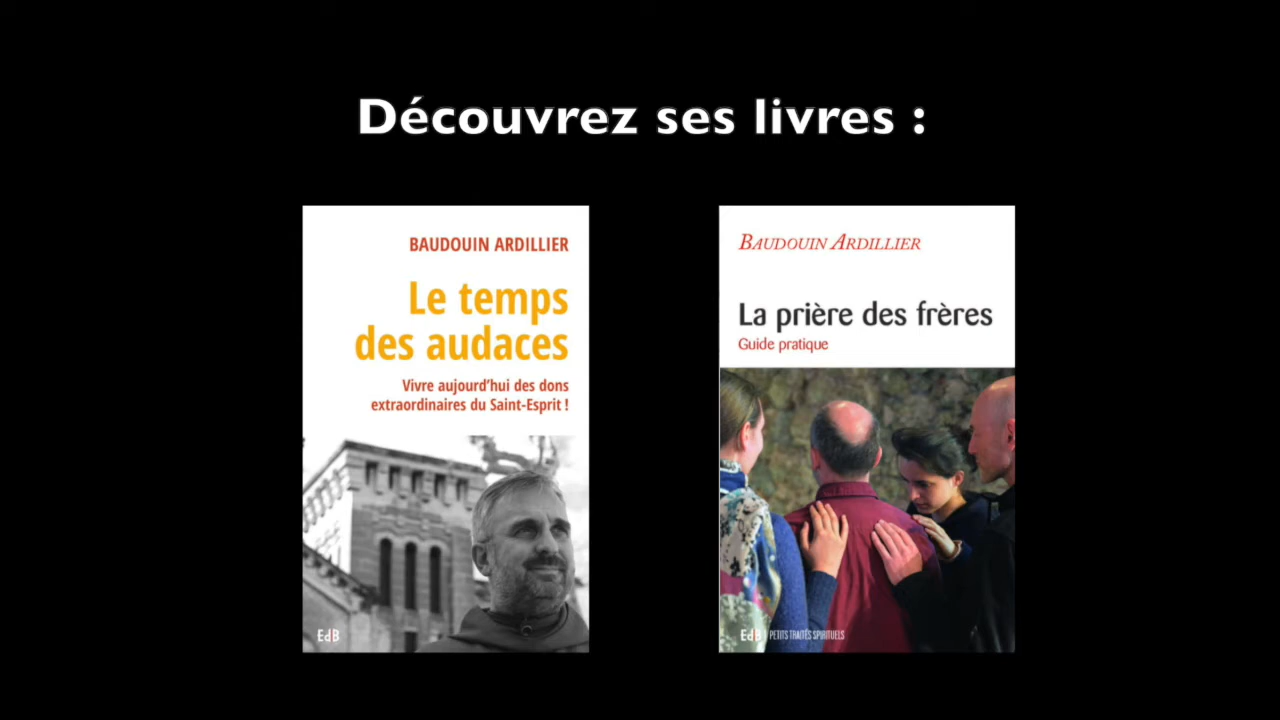 Découvrez ses livres :
BAUDOUIN ARDILLIER
Le temps
des audaces
Vivre aujourd'hui des dons
extraordinaires du Saint-Esprit !
EdB
BAUDOUIN ARDILLIER
La prière des frères
Guide pratique
EdB | PETITS TRAITÉS SPIRITUELS